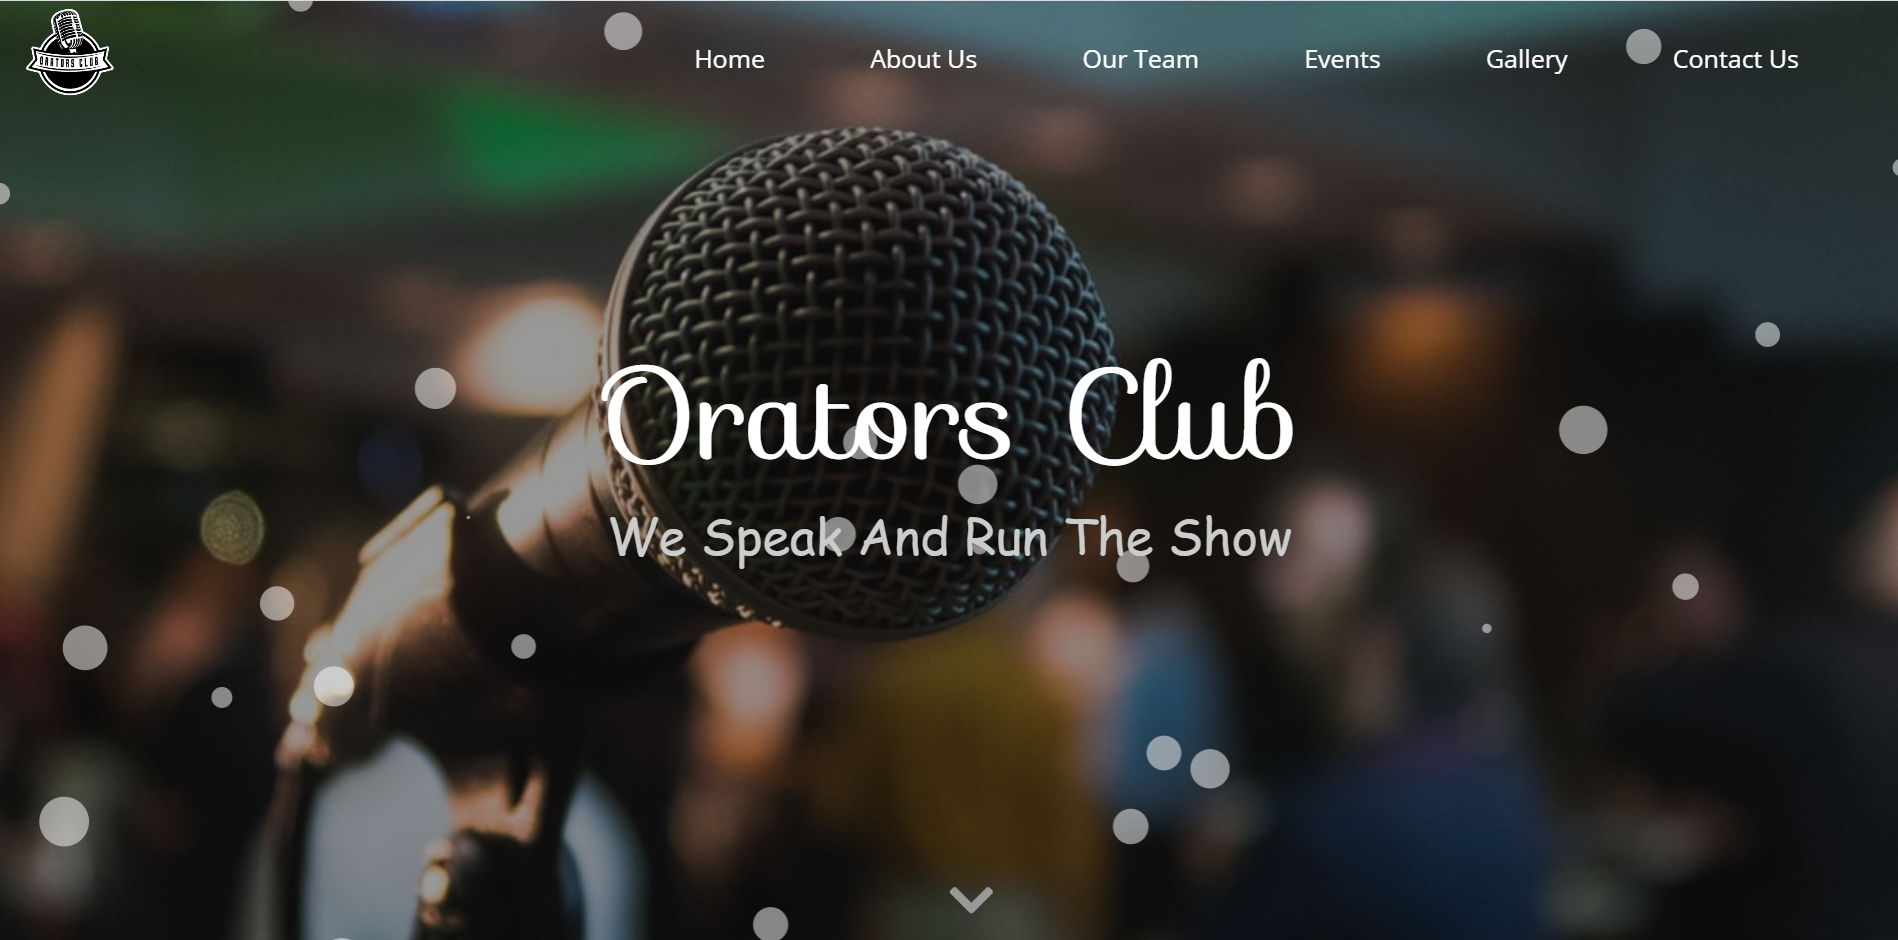 ORATORS CLUB
Home About Us Our Team Events Gallery Contact Us
Orators Club
We Speak And Run The Show